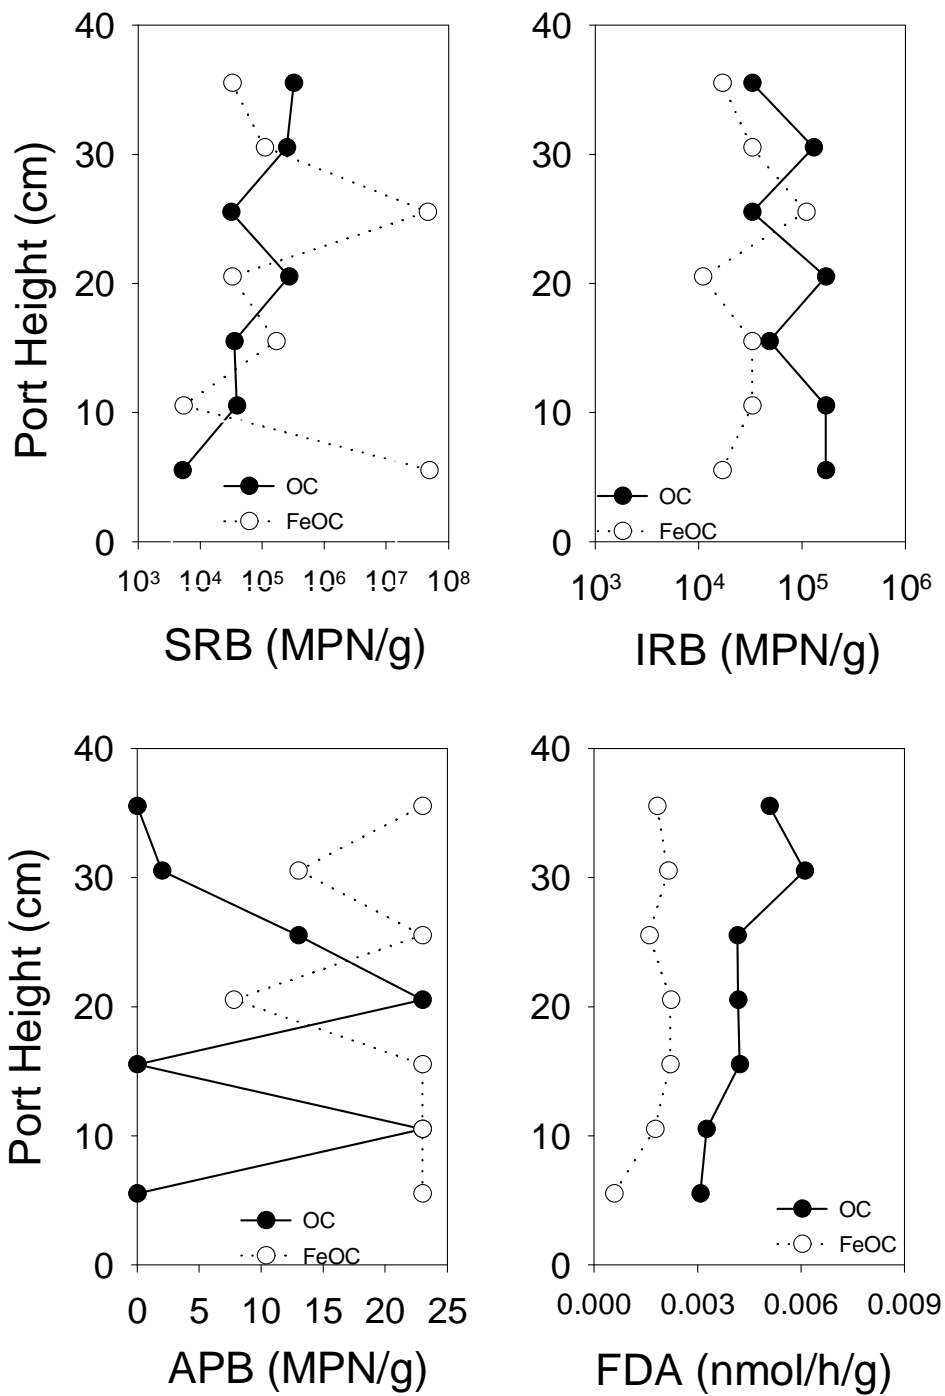 40
30
20
10
0
Port Height (cm)
OC
FeOC
10³ 10⁴ 10⁵ 10⁶ 10⁷ 10⁸
SRB (MPN/g)
40
30
20
10
0
OC
FeOC
10³ 10⁴ 10⁵ 10⁶
IRB (MPN/g)
40
30
20
10
0
Port Height (cm)
OC
FeOC
0 5 10 15 20 25
APB (MPN/g)
40
30
20
10
0
OC
FeOC
0.000 0.003 0.006 0.009
FDA (nmol/h/g)